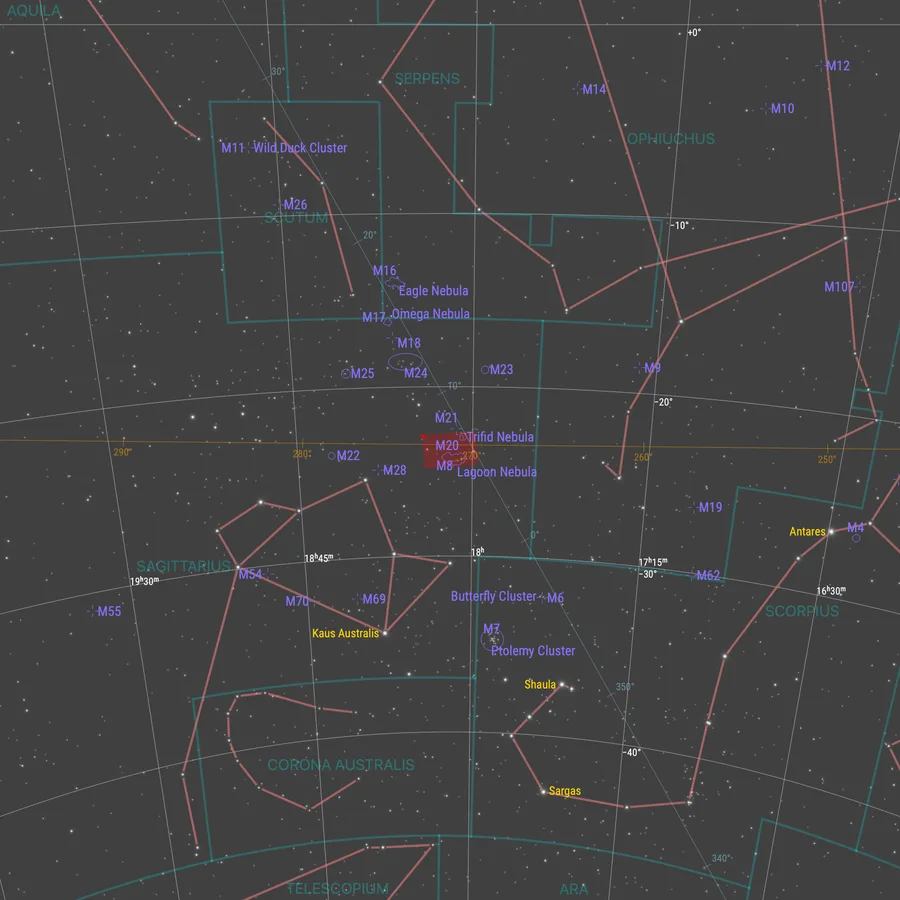 AQUILA
+0°
M12
30°
SERPENS
M14
M10
OPHIUCHUS
M11
Wild Duck Cluster
M26
SCUTUM
-10°
20°
M16
Eagle Nebula
M107
M17
Omega Nebula
M18
M25
M24
M23
M9
10°
-20°
M21
Trifid Nebula
M20
290°
280°
M22
270°
260°
250°
M28
M8
Lagoon Nebula
M19
Antares
M4
0°
18h45m
18h
17h15m
SAGITTARIUS
M54
-30°
M62
19h30m
16h30m
M55
M70
M69
Butterfly Cluster
M6
SCORPIUS
Kaus Australis
M7
Ptolemy Cluster
Shaula
350°
-40°
CORONA AUSTRALIS
Sargas
340°
TELESCOPIUM
ARA